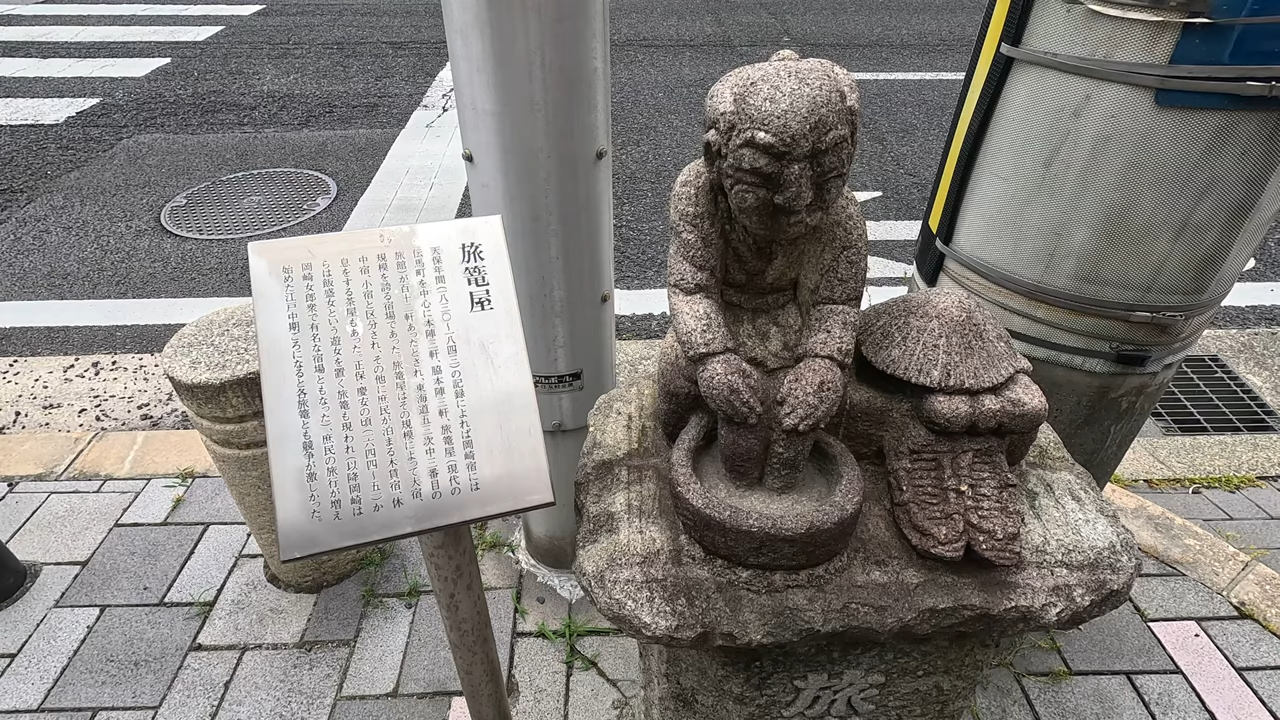 旅篭屋
天保年間(一八三〇~一八四三)の記録によれば岡崎宿には
伝馬町を中心に本陣三軒、脇本陣三軒、旅籠屋(現代の
旅館)が百十二軒あったとされ、東海道五三次中三番目の
規模を誇る宿場であった。旅籠屋はその規模によって大宿、
中宿、小宿と区分され、その他に庶民が泊まる木賃宿、休
息をする茶屋もあった。正保・慶安の頃(一六四四~五一)か
らは飯盛女という遊女を置く旅籠も現われ(以降岡崎は
岡崎女郎衆で有名な宿場ともなった)庶民の旅行が増え
始めた江戸中期ごろになると各旅籠とも競争が激しかった。
旅